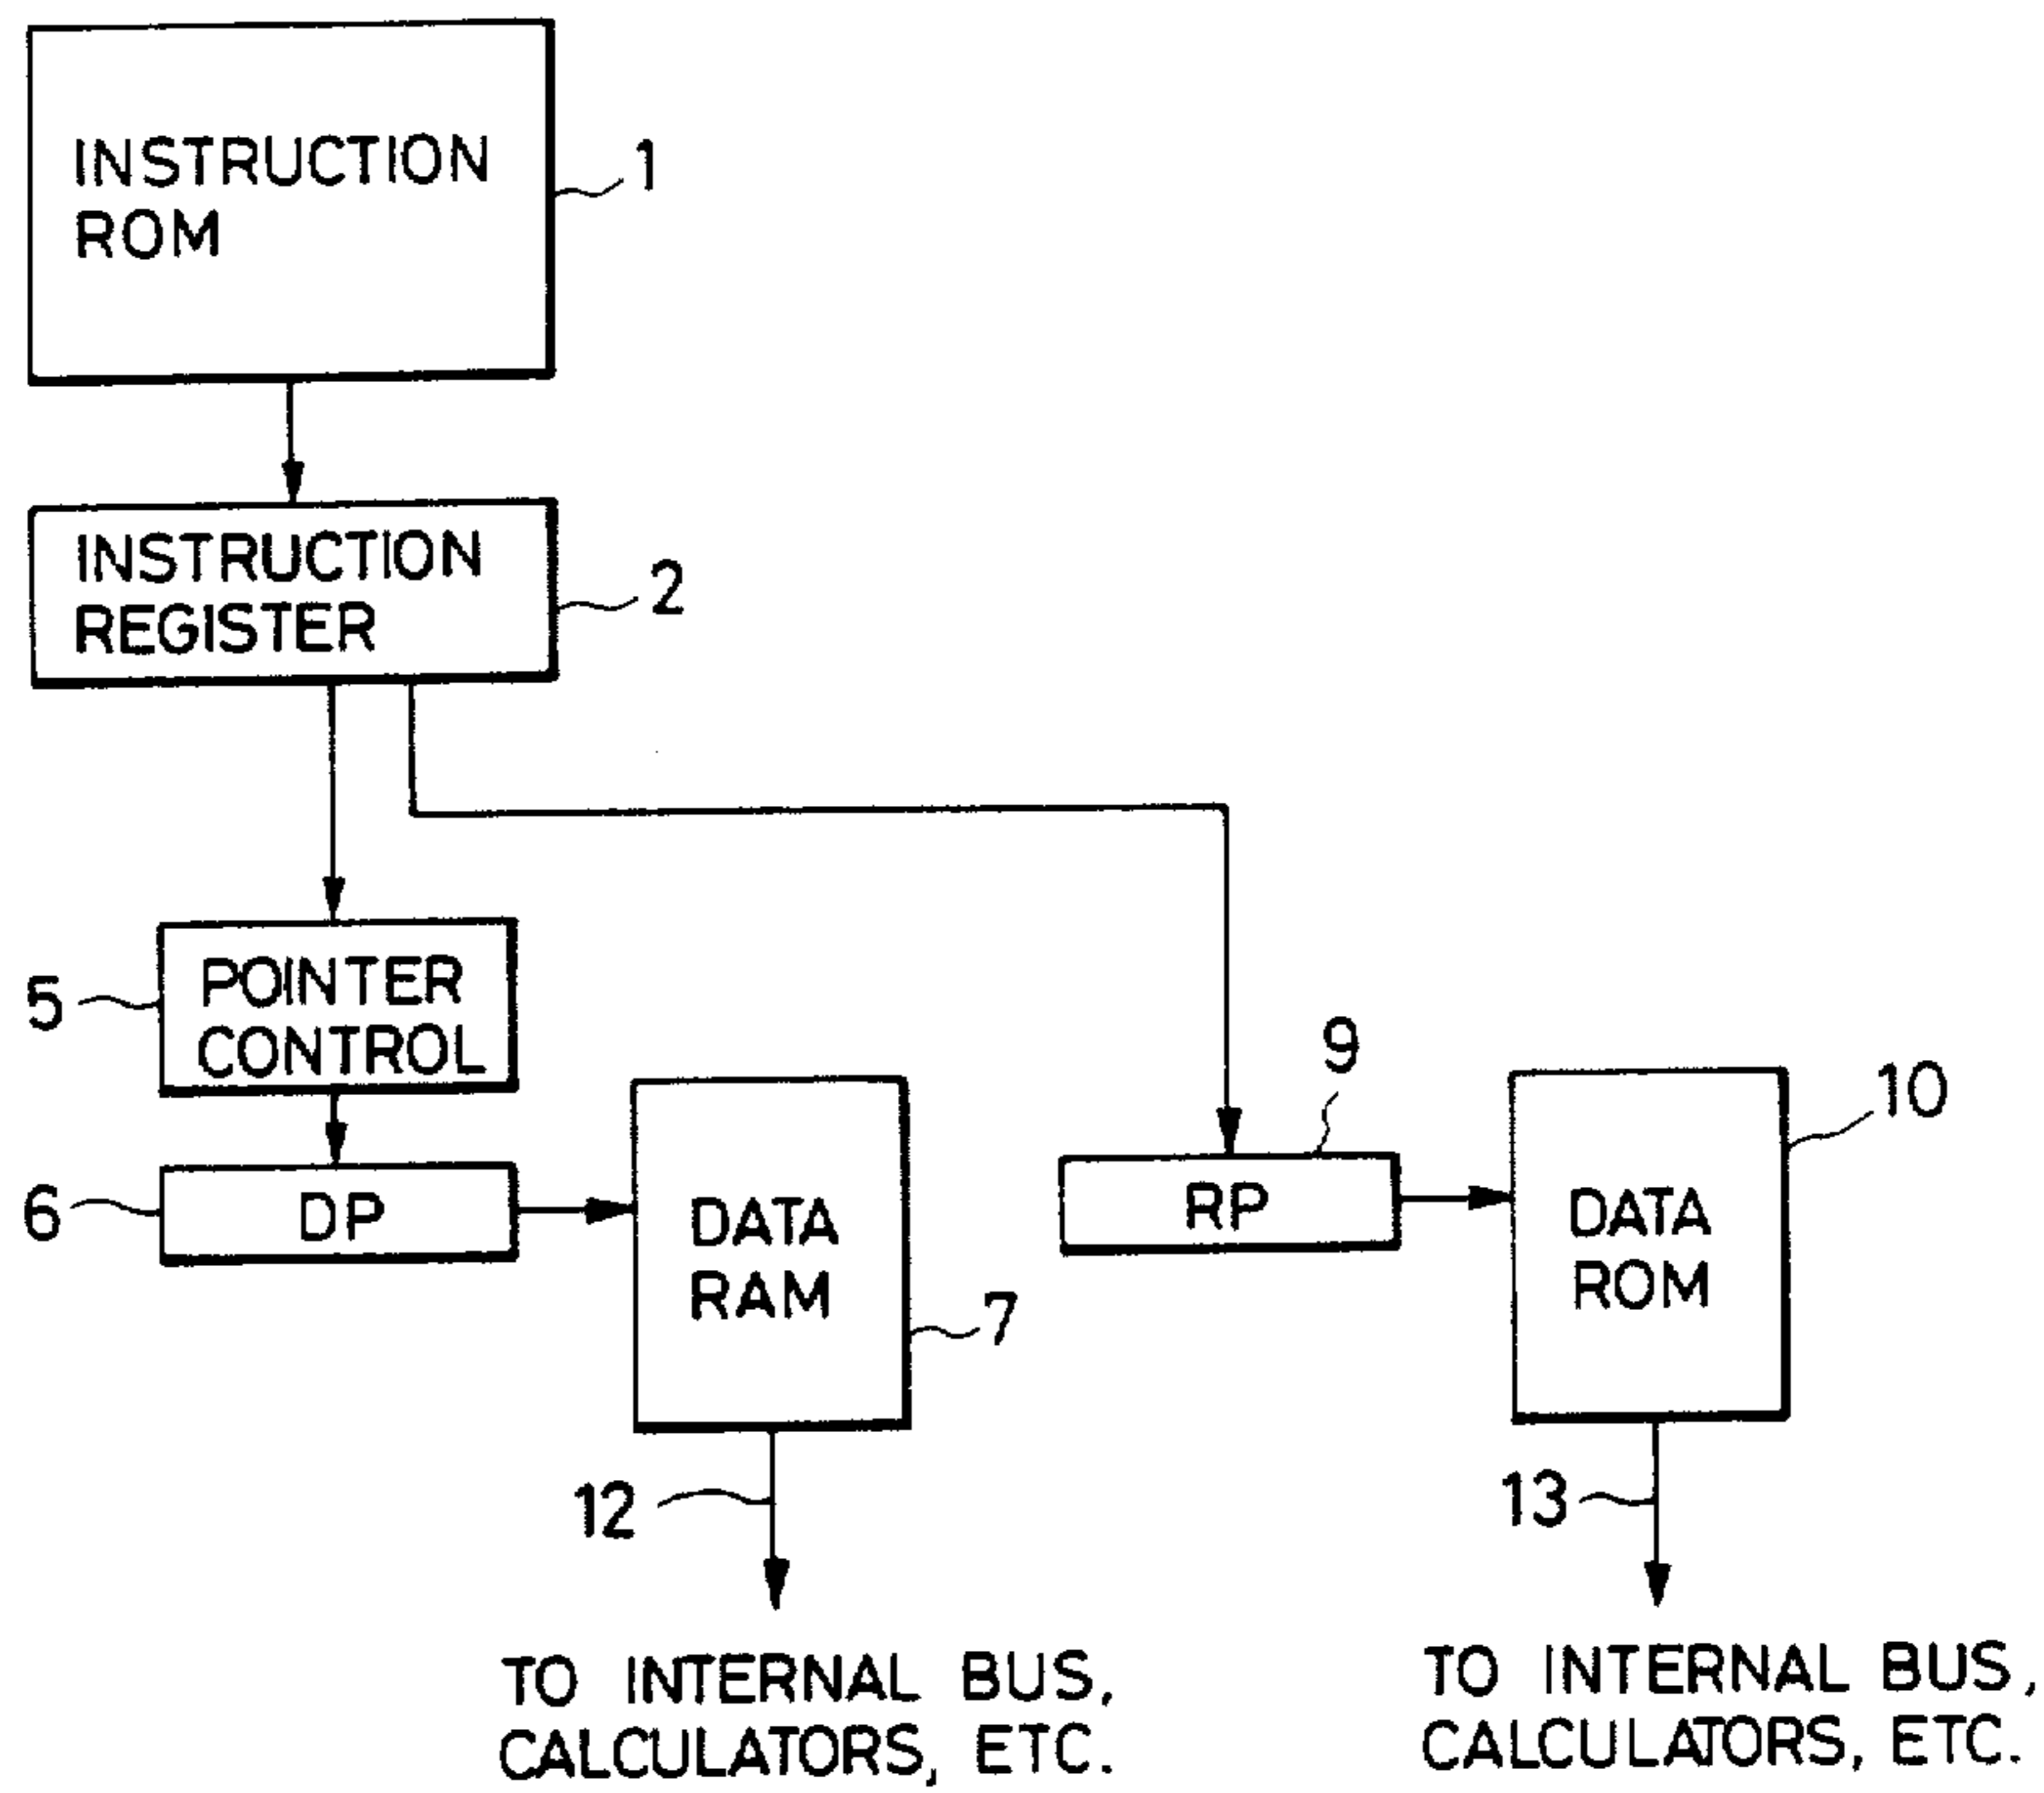 INSTRUCTION
ROM
1
INSTRUCTION
REGISTER
2
POINTER
CONTROL
5
DP
6
DATA
RAM
7
RP
9
DATA
ROM
10
12
13
TO INTERNAL BUS,
CALCULATORS, ETC.
TO INTERNAL BUS,
CALCULATORS, ETC.